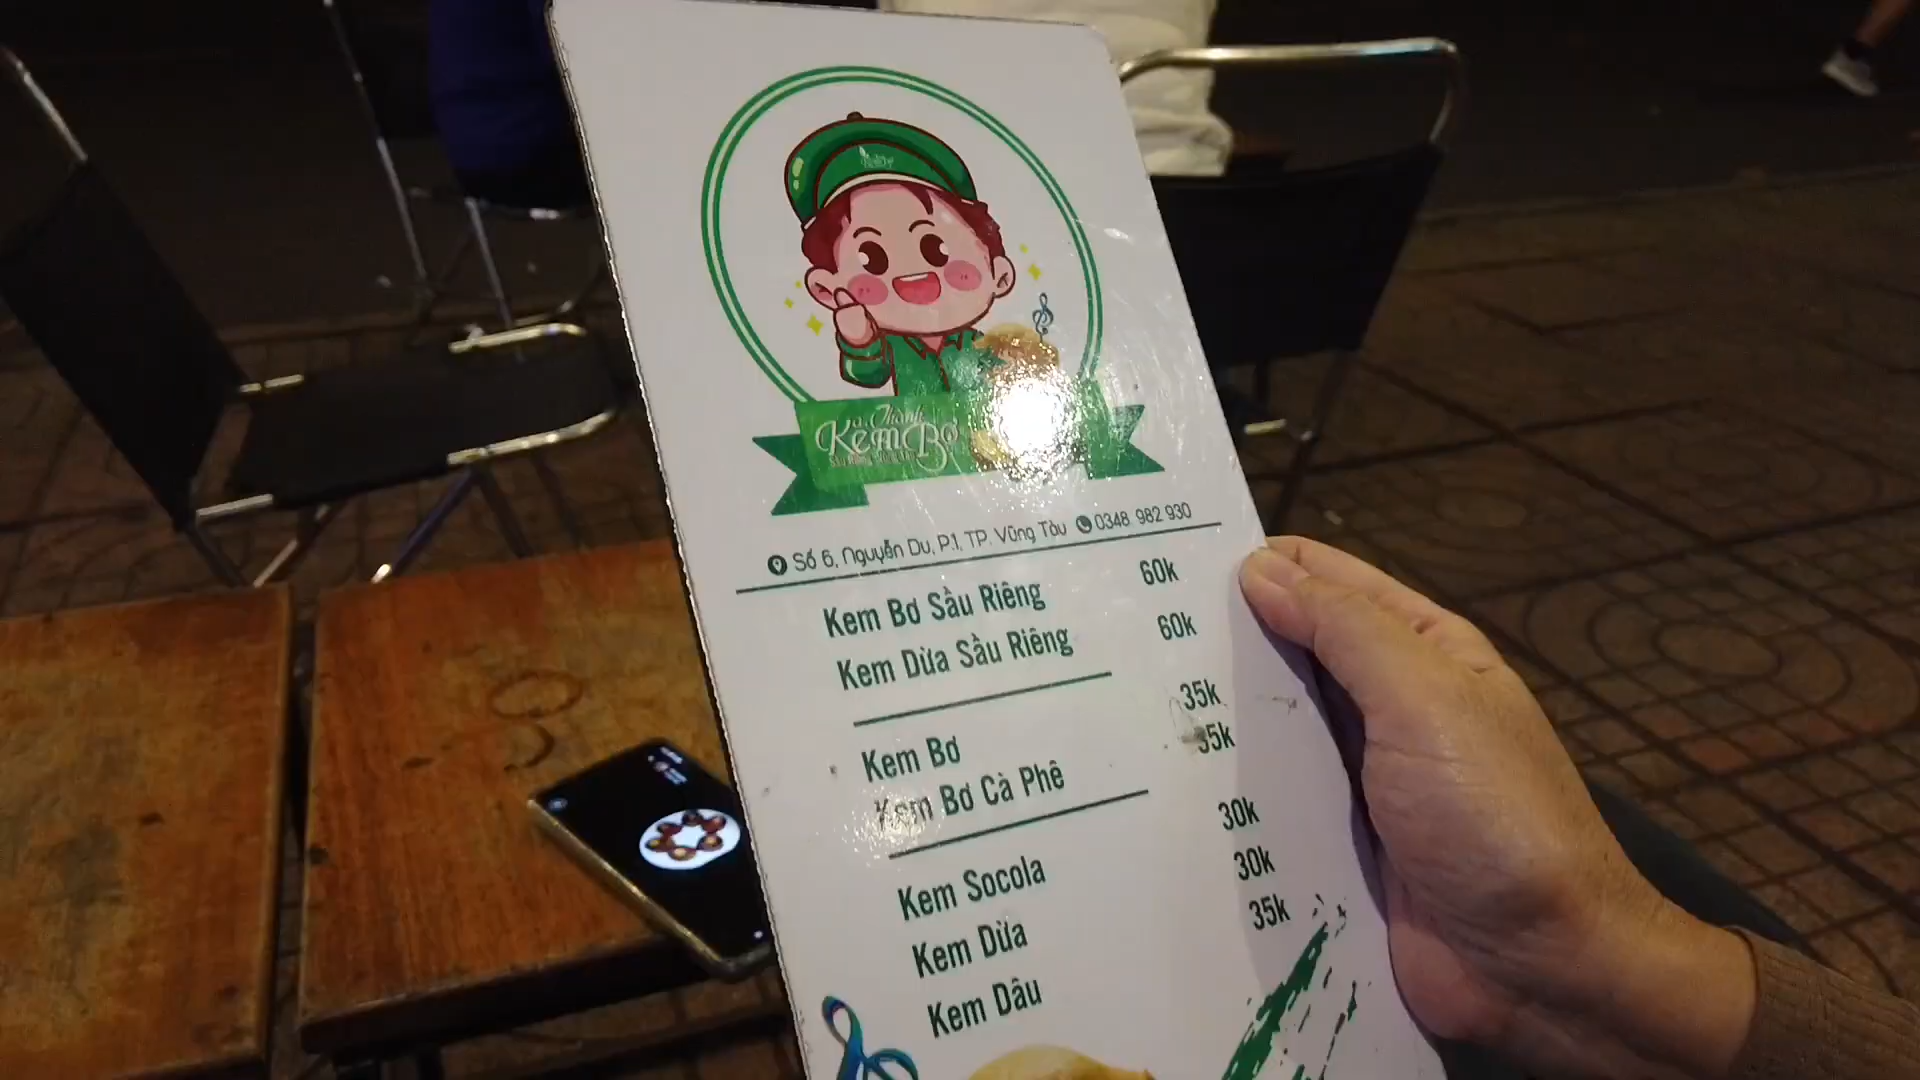 Thành
Kem Bơ
Số 6, Nguyễn Du, P.1, TP. Vũng Tàu 0348 982 930
Kem Bơ Sầu Riêng 60k
Kem Dừa Sầu Riêng 60k
Kem Bơ 35k
Kem Bơ Cà Phê 35k
Kem Socola 30k
Kem Dừa 30k
Kem Dâu 35k